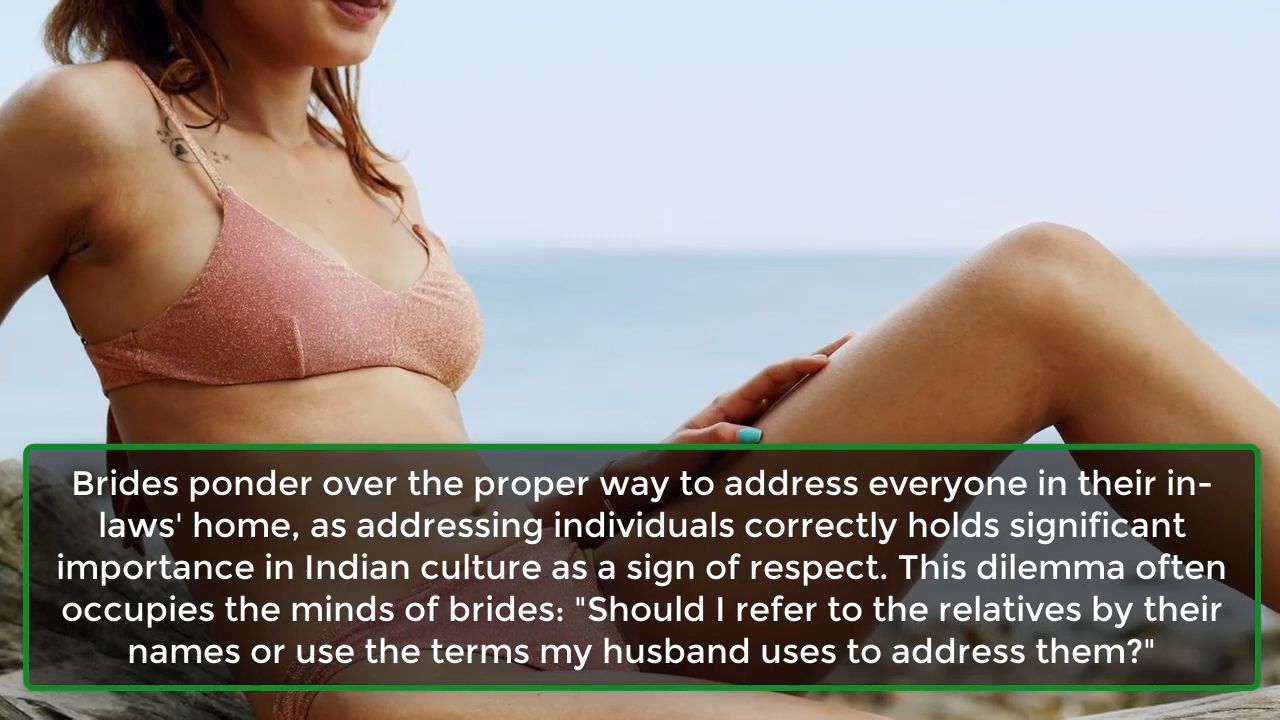 Brides ponder over the proper way to address everyone in their in-
laws' home, as addressing individuals correctly holds significant
importance in Indian culture as a sign of respect. This dilemma often
occupies the minds of brides: "Should I refer to the relatives by their
names or use the terms my husband uses to address them?"